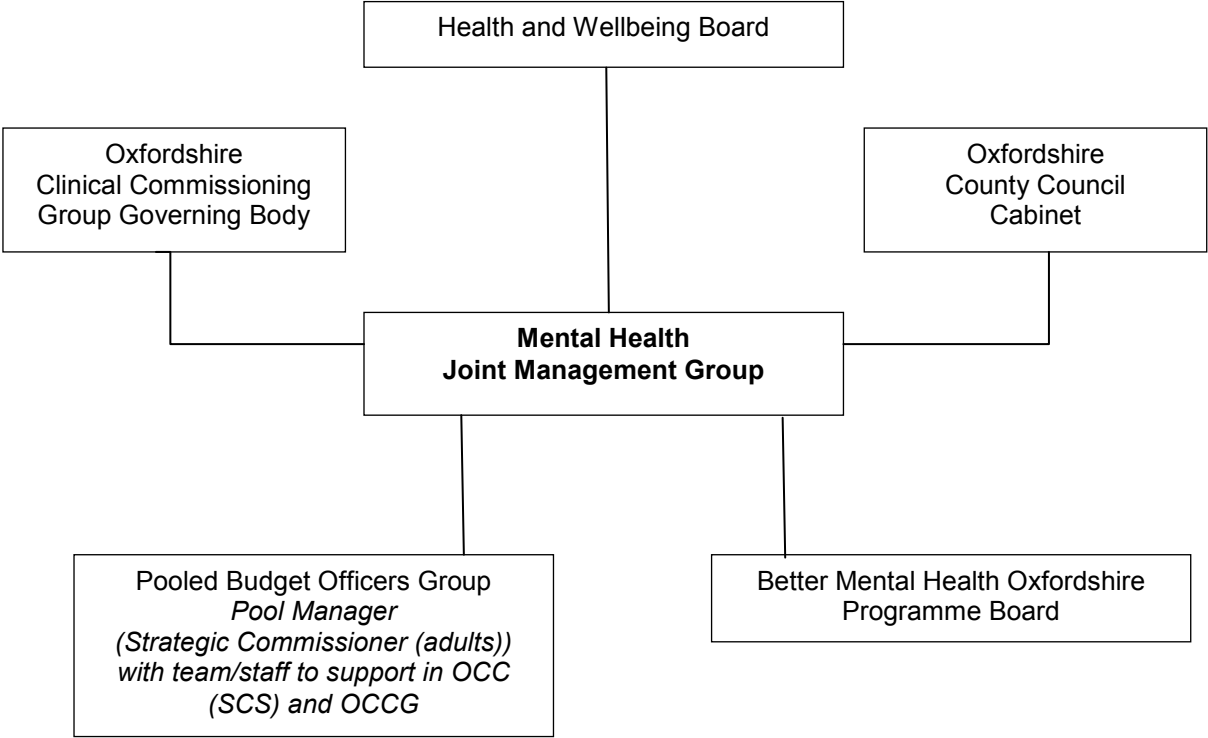 Health and Wellbeing Board
Oxfordshire
Clinical Commissioning
Group Governing Body
Oxfordshire
County Council
Cabinet
Mental Health
Joint Management Group
Pooled Budget Officers Group
Pool Manager
(Strategic Commissioner (adults))
with team/staff to support in OCC
(SCS) and OCCG
Better Mental Health Oxfordshire
Programme Board